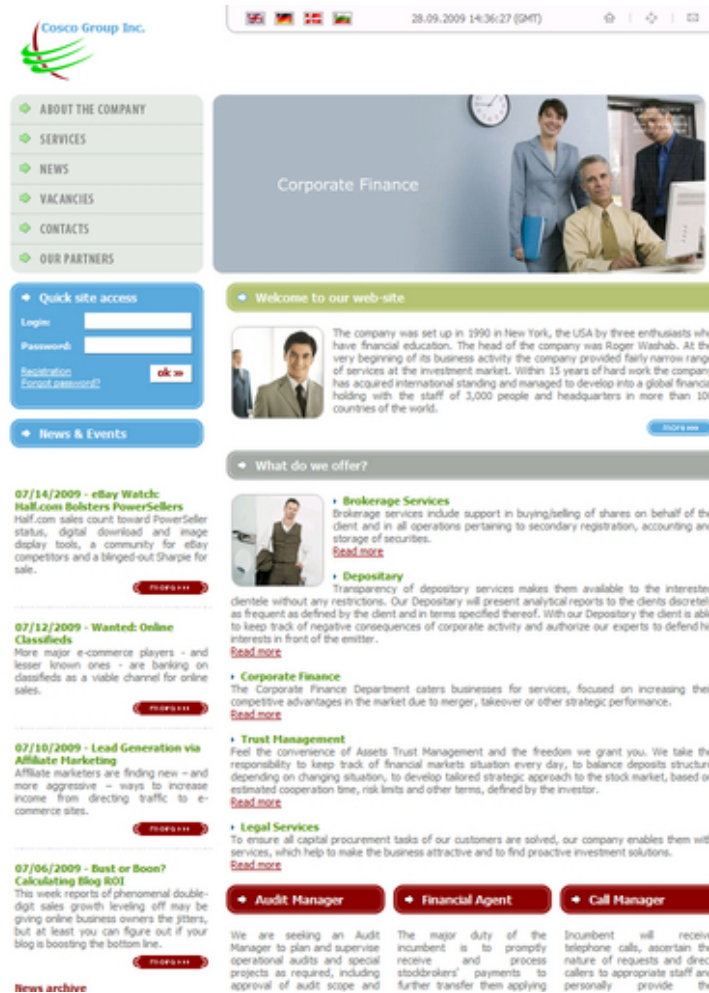 Cosco Group Inc.
28.09.2009 14:36:27 (GMT)
ABOUT THE COMPANY
SERVICES
NEWS
VACANCIES
CONTACTS
OUR PARTNERS
Corporate Finance
Quick site access
Login:
Password:
Registration
Forgot password?
ok »»
News & Events
07/14/2009 - eBay Watch:
Half.com Bolsters PowerSellers
Half.com sales count toward PowerSeller
status, digital download and image
display tools, a community for eBay
competitors and a blinged-out Sharpie for
sale.
more »»
07/12/2009 - Wanted: Online
Classifieds
More major e-commerce players - and
lesser known ones - are banking on
classifieds as a viable channel for online
sales.
more »»
07/10/2009 - Lead Generation via
Affiliate Marketing
Affiliate marketers are finding new – and
more aggressive – ways to increase
income from directing traffic to e-
commerce sites.
more »»
07/06/2009 - Bust or Boon?
Calculating Blog ROI
This week reports of phenomenal double-
digit sales growth leveling off may be
giving online business owners the jitters,
but at least you can figure out if your
blog is boosting the bottom line.
more »»
News archive
Welcome to our web-site
The company was set up in 1990 in New York, the USA by three enthusiasts who
have financial education. The head of the company was Roger Washab. At the
very beginning of its business activity the company provided fairly narrow range
of services at the investment market. Within 15 years of hard work the company
has acquired international standing and managed to develop into a global financial
holding with the staff of 3,000 people and headquarters in more than 100
countries of the world.
more »»
What do we offer?
Brokerage Services
Brokerage services include support in buying/selling of shares on behalf of the
client and in all operations pertaining to secondary registration, accounting and
storage of securities.
Read more
Depositary
Transparency of depository services makes them available to the interested
clientele without any restrictions. Our Depositary will present analytical reports to the clients discretely
as frequent as defined by the client and in terms specified thereof. With our Depository the client is able
to keep track of negative consequences of corporate activity and authorize our experts to defend his
interests in front of the emitter.
Read more
Corporate Finance
The Corporate Finance Department caters businesses for services, focused on increasing their
competitive advantages in the market due to merger, takeover or other strategic performance.
Read more
Trust Management
Feel the convenience of Assets Trust Management and the freedom we grant you. We take the
responsibility to keep track of financial markets situation every day, to balance deposits structure
depending on changing situation, to develop tailored strategic approach to the stock market, based on
estimated cooperation time, risk limits and other terms, defined by the investor.
Read more
Legal Services
To ensure all capital procurement tasks of our customers are solved, our company enables them with
services, which help to make the business attractive and to find proactive investment solutions.
Read more
Audit Manager
We are seeking an Audit
Manager to plan and supervise
operational audits and special
projects as required, including
approval of audit scope and
Financial Agent
The major duty of the
incumbent is to promptly
receive and process
stockbrokers' payments to
further transfer them applying
Call Manager
Incumbent will receive
telephone calls, ascertain the
nature of requests and direct
callers to appropriate staff and
personally provide the